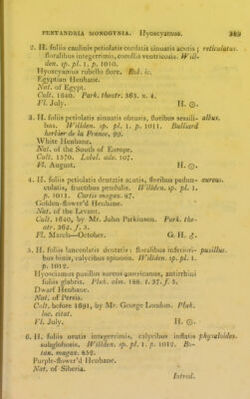 PENTANDRIA MONOGYNIA. Hyoscyamus. 389
2. H. foliis caulinis petiolatis cordatis sinuatis acutis ; reticulatus.
floralibus integerrimis, corollis ventricosis. Willden. sp. pl. 1. p. 1010.
Hyoscyamus rubello flore. Bod. ic.
Egyptian Henbane.
Nat. of Egypt.
Cult. 1640. Park. theatr. 363. n. 4.
Fl. July. H. ☉.
3. H. foliis petiolatis sinuatis obtusis, floribus sessili- albus.
bus. Willden. sp. pl. 1. p. 1011. Bulliard
herbier de la France, 99.
White Henbane.
Nat. of the South of Europe.
Cult. 1570. Lobel. adv. 107.
Fl. August. H. ☉.
4. H. foliis petiolatis dentatis acutis, floribus pedun- aureus.
culatis, fructibus pendulis. Willden. sp. pl. 1.
p. 1011. Curtis magaz. 87.
Golden-flower'd Henbane.
Nat. of the Levant.
Cult. 1640, by Mr. John Parkinson. Park. theatr. 362. f. 3.
Fl. March—October. G. H. ♂.
5. H. foliis lanceolatis dentatis : floralibus inferiori- pusillus.
bus binis, calycibus spinosis. Willden. sp. pl. 1.
p. 1012.
Hyoscyamus pusillus aureus americanus, antirrhini
foliis glabris. Pluk. alm. 188. t. 37. f. 5.
Dwarf Henbane.
Nat. of Persia.
Cult. before 1691, by Mr. George London. Pluk.
loc. citat.
Fl. July. H. ☉.
6. H. foliis ovatis integerrimis, calycibus inflatis physaloides.
subglobosis. Willden. sp. pl. 1. p. 1012. Botan. magaz. 852.
Purple-flower'd Henbane.
Nat. of Siberia.
Introd.